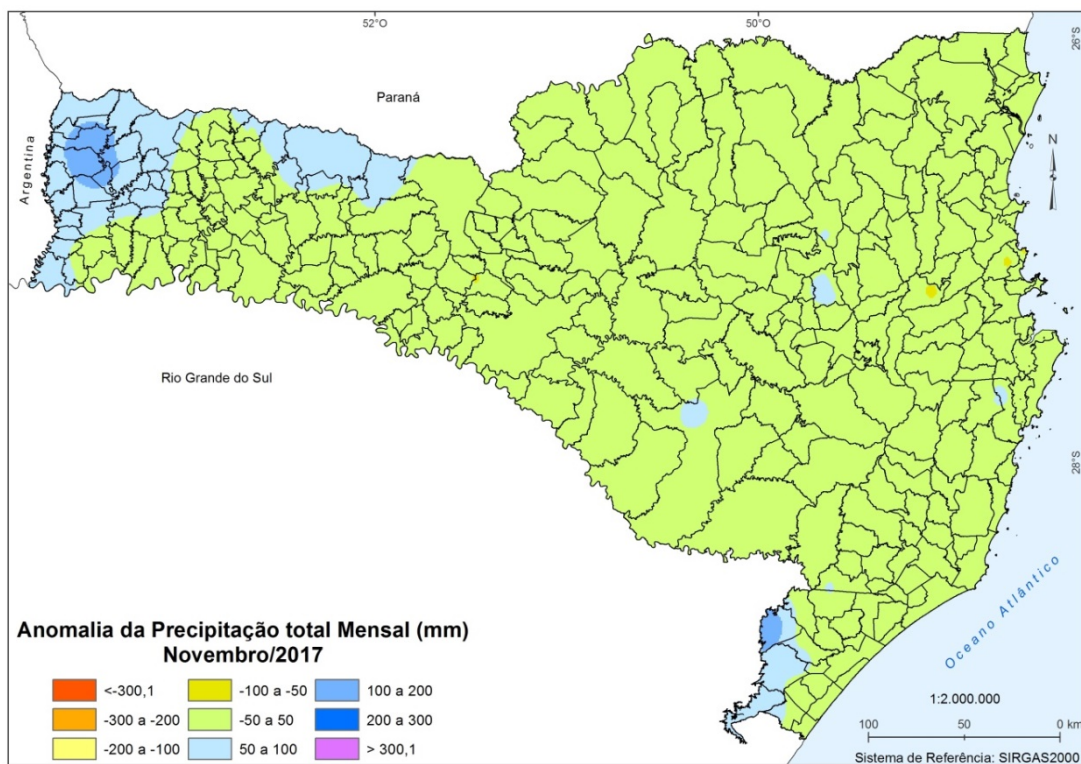 52°O
50°O
26°S
Paraná
Argentina
N
Rio Grande do Sul
28°S
Oceano Atlântico
Anomalia da Precipitação total Mensal (mm)
Novembro/2017
<-300,1
-100 a -50
100 a 200
-300 a -200
-50 a 50
200 a 300
-200 a -100
50 a 100
> 300,1
1:2.000.000
100 50 0 km
Sistema de Referência: SIRGAS2000